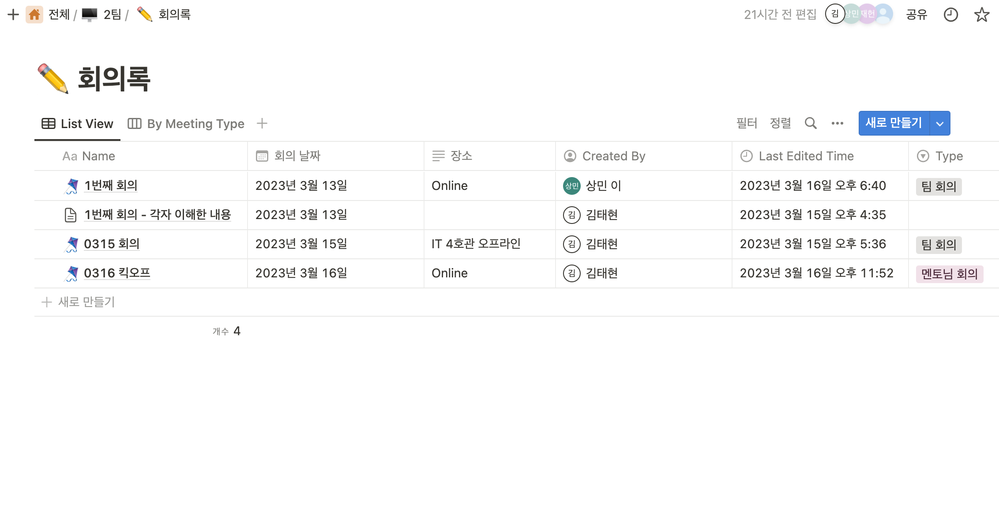 전체 / 2팀 / 회의록
21시간 전 편집 김 상민 재헌 공유
회의록
List View By Meeting Type
필터 정렬 새로 만들기
Aa Name 회의 날짜 장소 Created By Last Edited Time Type
1번째 회의 2023년 3월 13일 Online 상민 상민 이 2023년 3월 16일 오후 6:40 팀 회의
1번째 회의 - 각자 이해한 내용 2023년 3월 13일 김 김태현 2023년 3월 15일 오후 4:35
0315 회의 2023년 3월 15일 IT 4호관 오프라인 김 김태현 2023년 3월 15일 오후 5:36 팀 회의
0316 킥오프 2023년 3월 16일 Online 김 김태현 2023년 3월 16일 오후 11:52 멘토님 회의
새로 만들기
개수 4